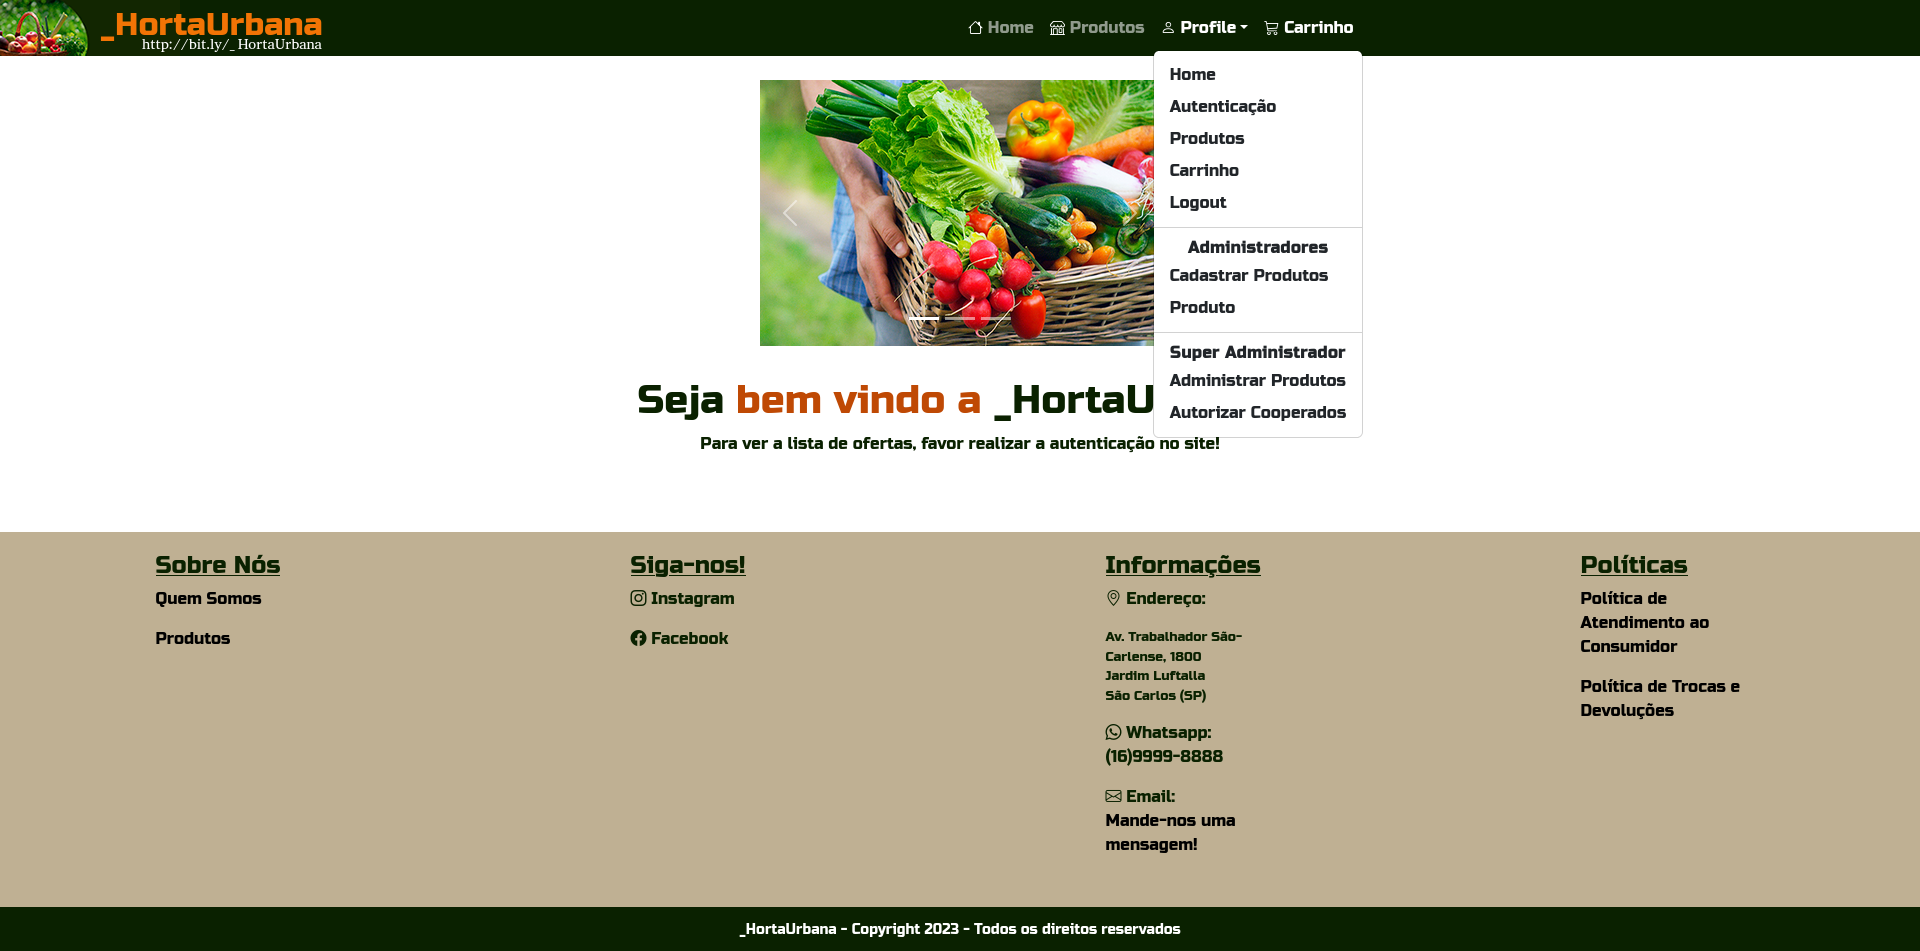 _HortaUrbana
http://bit.ly/_HortaUrbana
Home Produtos Profile Carrinho
Home
Autenticação
Produtos
Carrinho
Logout
Administradores
Cadastrar Produtos
Produto
Super Administrador
Administrar Produtos
Autorizar Cooperados
Seja bem vindo a _HortaU
Para ver a lista de ofertas, favor realizar a autenticação no site!
Sobre Nós
Quem Somos
Produtos
Siga-nos!
Instagram
Facebook
Informações
Endereço:
Av. Trabalhador São-
Carlense, 1800
Jardim Luftalla
São Carlos (SP)
Whatsapp:
(16)9999-8888
Email:
Mande-nos uma
mensagem!
Políticas
Política de
Atendimento ao
Consumidor
Política de Trocas e
Devoluções
_HortaUrbana - Copyright 2023 - Todos os direitos reservados